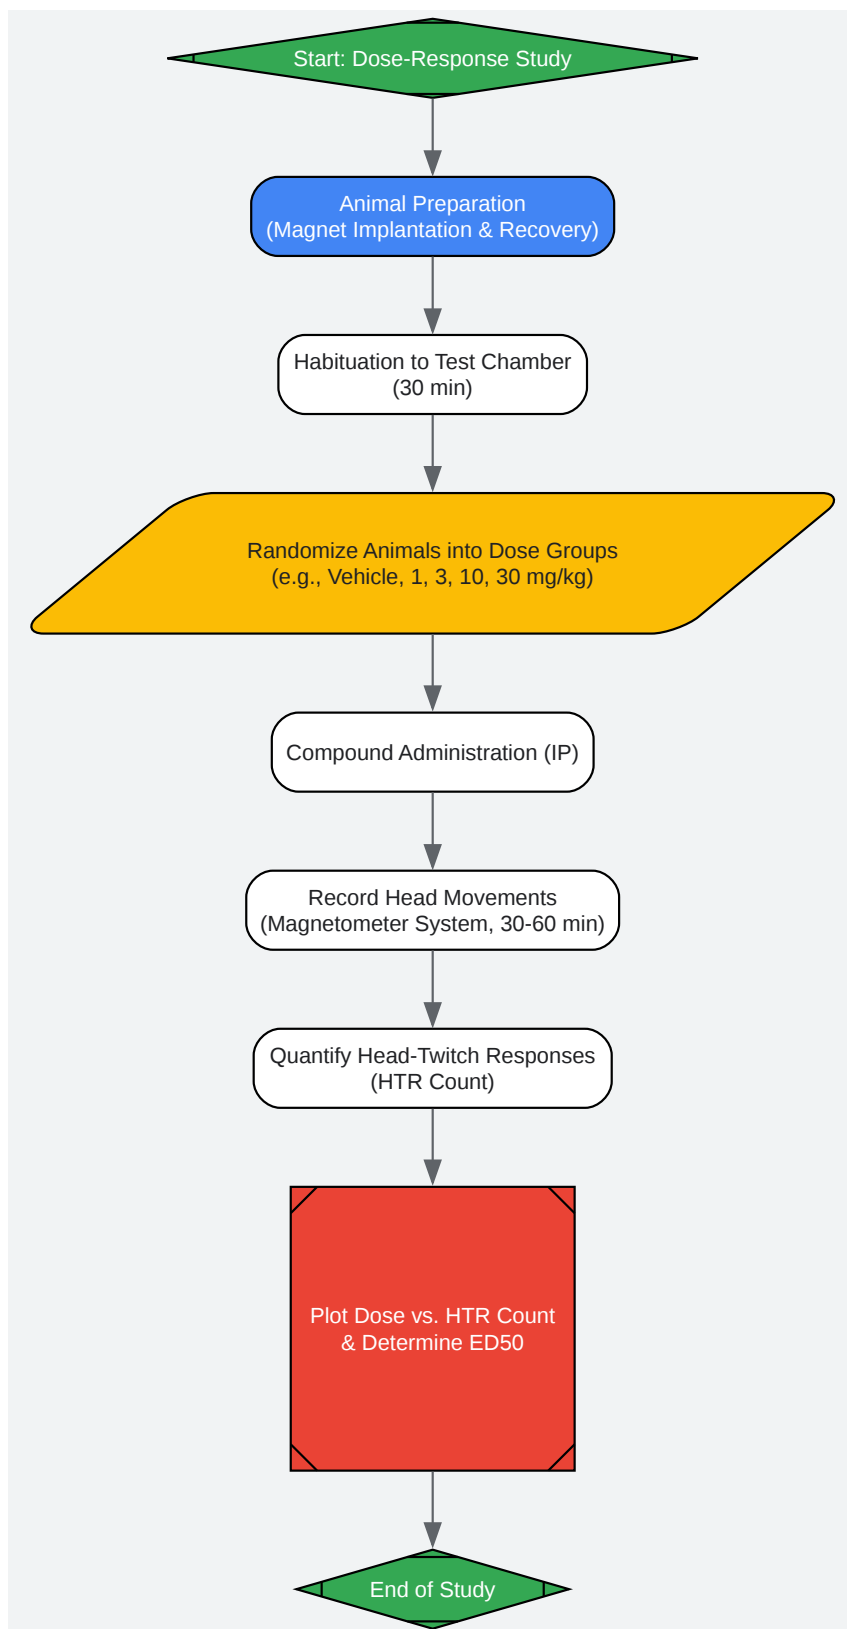 Start: Dose-Response Study
Animal Preparation
(Magnet Implantation & Recovery)
Habituation to Test Chamber
(30 min)
Randomize Animals into Dose Groups
(e.g., Vehicle, 1, 3, 10, 30 mg/kg)
Compound Administration (IP)
Record Head Movements
(Magnetometer System, 30-60 min)
Quantify Head-Twitch Responses
(HTR Count)
Plot Dose vs. HTR Count
& Determine ED50
End of Study